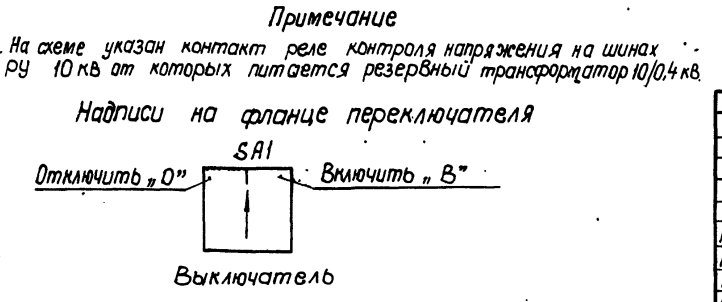 Примечание
На схеме указан контакт реле контроля напряжения на шинах
РУ 10 кв от которых питается резервный трансформатор 10/0,4 кв.
Надписи на фланце переключателя
SA1
Отключить „О” Включить „ В”
Выключатель